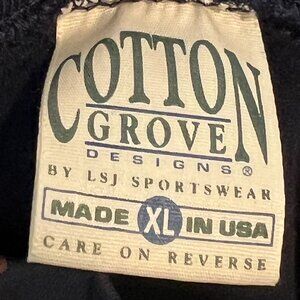 COTTON
GROVE
DESIGNS®
BY LSJ SPORTSWEAR
MADE XL IN USA
CARE ON REVERSE